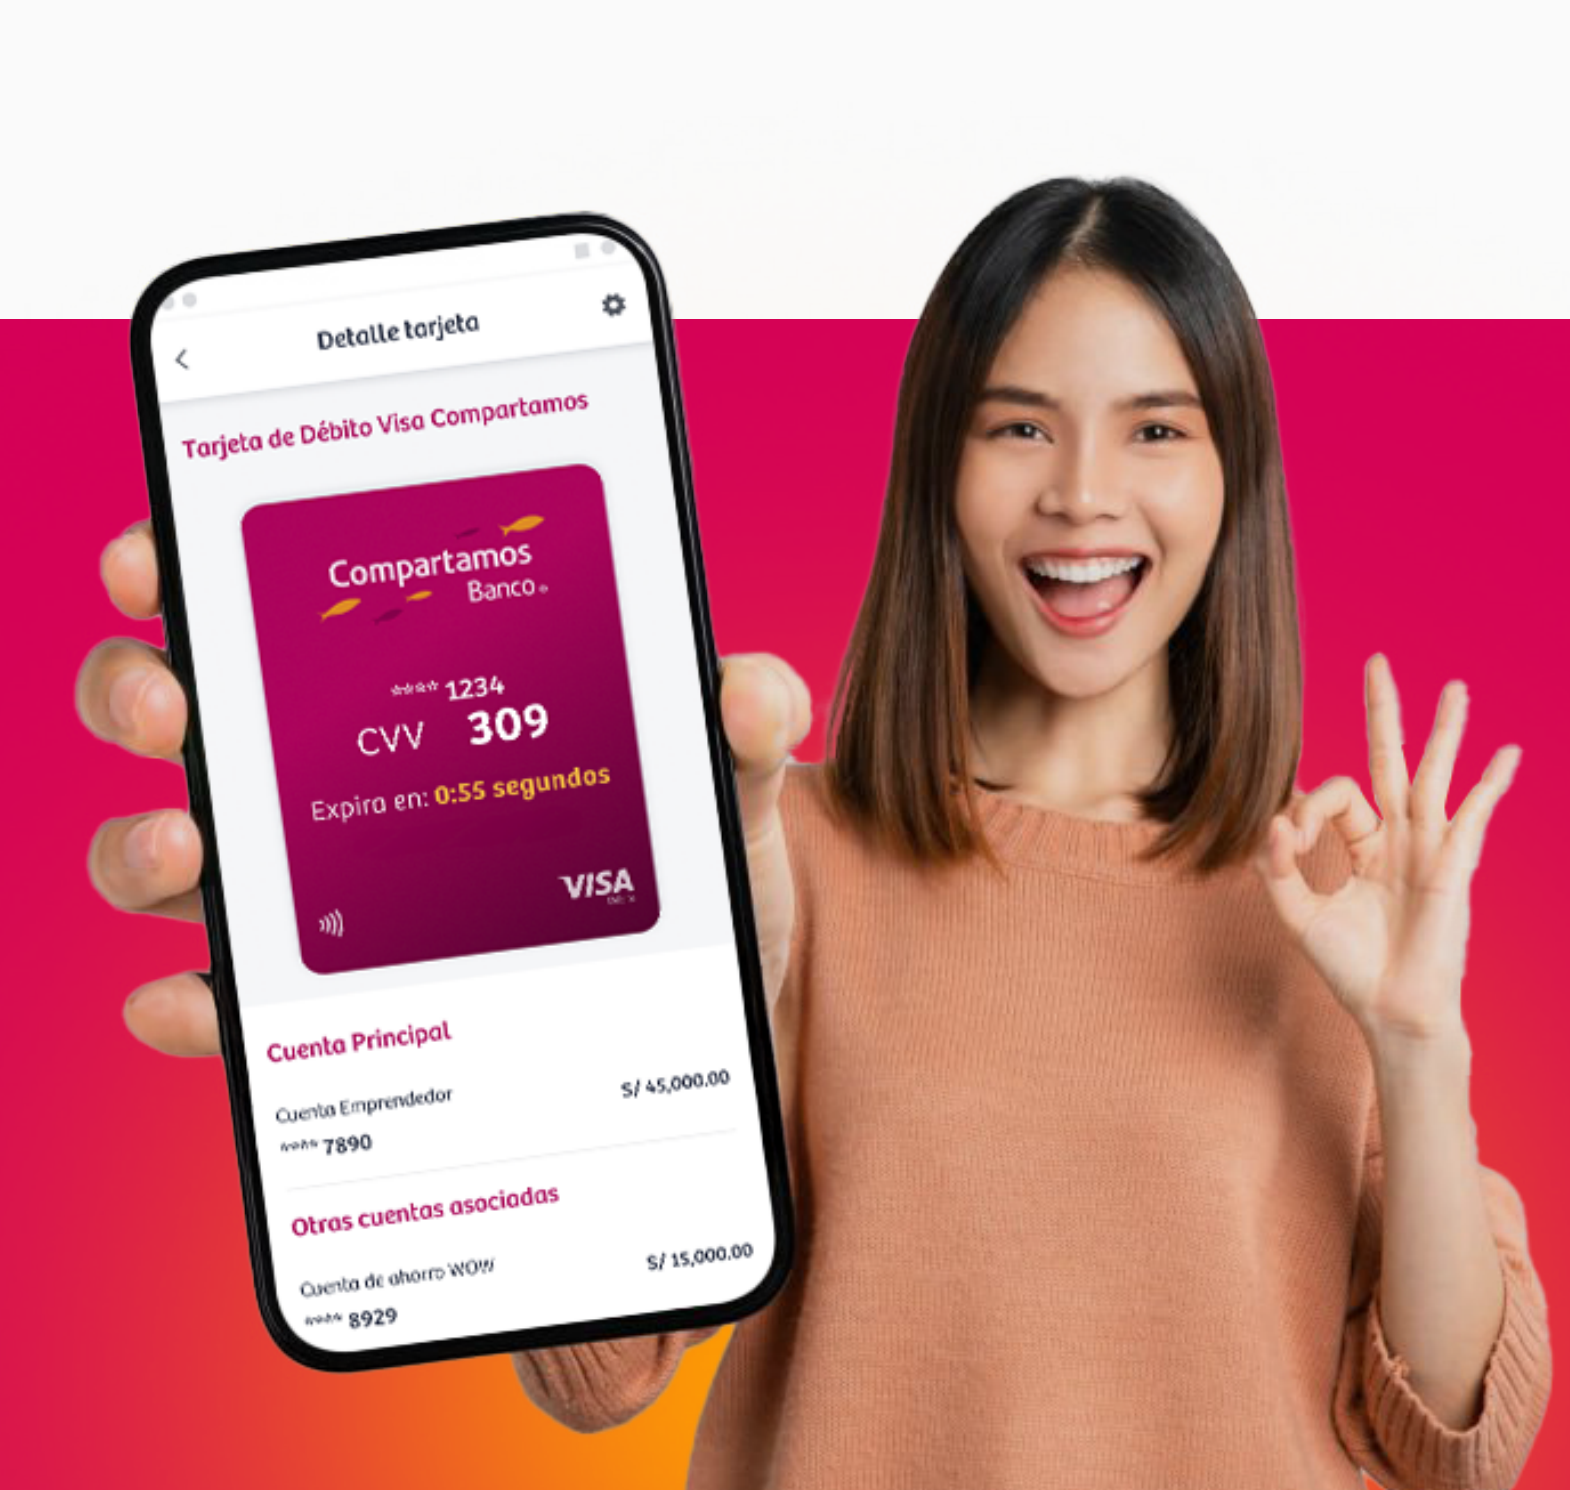 Detalle tarjeta
Tarjeta de Débito Visa Compartamos
Compartamos
Banco
**** 1234
CVV 309
Expira en: 0:55 segundos
VISA
Cuenta Principal
Cuenta Emprendedor S/ 45,000.00
**** 7890
Otras cuentas asociadas
Cuenta de ahorro WOW S/ 15,000.00
**** 8929